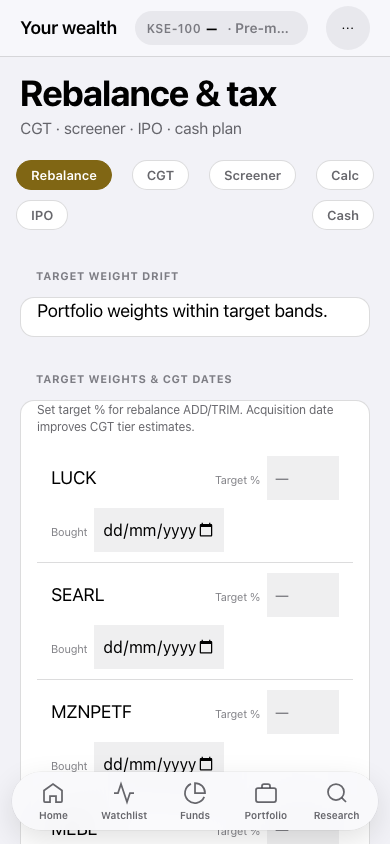 Your wealth
KSE-100 — · Pre-m...
...
Rebalance & tax
CGT · screener · IPO · cash plan
Rebalance
CGT
Screener
Calc
IPO
Cash
TARGET WEIGHT DRIFT
Portfolio weights within target bands.
TARGET WEIGHTS & CGT DATES
Set target % for rebalance ADD/TRIM. Acquisition date
improves CGT tier estimates.
LUCK
Target %
—
Bought
dd/mm/yyyy
SEARL
Target %
—
Bought
dd/mm/yyyy
MZNPETF
Target %
—
Bought
dd/mm/yyyy
MEBL
Target %
Home
Watchlist
Funds
Portfolio
Research